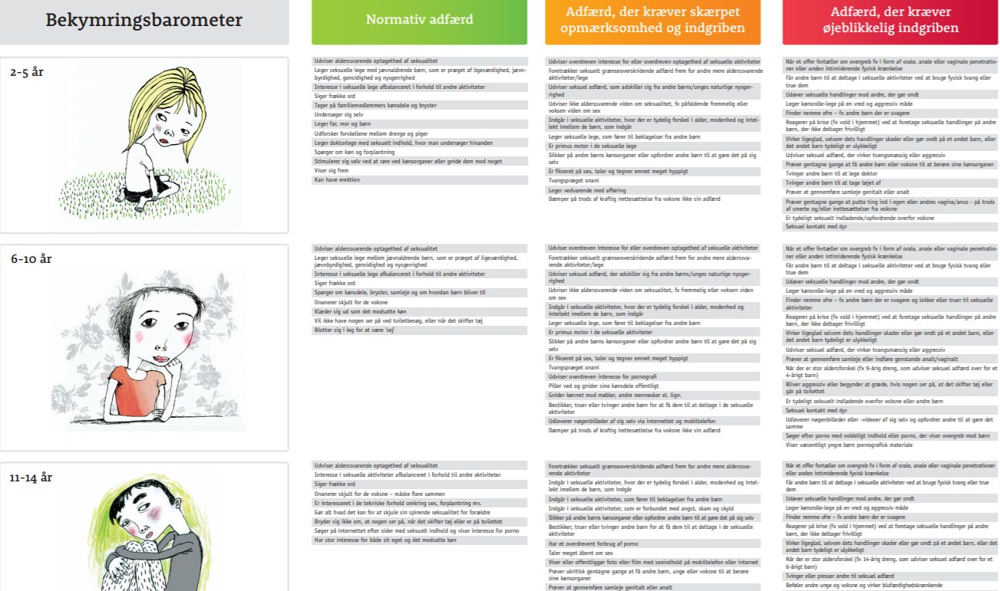 Bekymringsbarometer
Normativ adfærd
Adfærd, der kræver skærpet
opmærksomhed og indgriben
Adfærd, der kræver
øjeblikkelig indgriben
2-5 år
Udviser alderssvarende optagethed af seksualitet
Leger seksuelle lege med jævnaldrende børn, som er præget af ligeværdighed, jævn-
byrdighed, gensidighed og nysgerrighed
Interesse i seksuelle lege afbalanceret i forhold til andre aktiviteter
Siger frække ord
Tager på familiemedlemmers kønsdele og bryster
Undersøger sig selv
Leger far, mor og børn
Udforsker forskellene mellem drenge og piger
Leger doktorlege med seksuelt indhold, hvor man undersøger hinanden
Spørger om køn og forplantning
Stimulerer sig selv ved at røre ved kønsorganer eller gnide dem mod noget
Viser sig frem
Kan have erektion
Udviser overdreven interesse for eller overdreven optagethed af seksuelle aktiviteter
Foretrækker seksuelt grænseoverskridende adfærd frem for andre mere alderssvarende
aktiviteter/lege
Udviser seksuel adfærd, som adskiller sig fra andre børns/unges naturlige nysger-
righed
Udviser ikke alderssvarende viden om sexualitet, fx påfaldende fremmelig eller
voksen viden om sex
Indgår i seksuelle aktiviteter, hvor der er tydelig forskel i alder, modenhed og intel-
lekt imellem de børn, som indgår
Leger seksuelle lege, som fører til beklagelser fra andre børn
Er primus motor i de seksuelle lege
Slikker på andre børns kønsorganer eller opfordrer andre børn til at gøre det på sig
selv
Er fikseret på sex, taler og tegner emnet meget hyppigt
Tvangspræget onani
Leger vedvarende med afføring
Dæmper på trods af kraftig irettesættelse fra voksne ikke sin adfærd
Når et offer fortæller om overgreb fx i form af orale, anale eller vaginale penetratio-
ner eller anden intimiderende fysisk krænkelse
Får andre børn til at deltage i seksuelle aktiviteter ved at bruge fysisk tvang eller
true dem
Udøver seksuelle handlinger mod andre, der gør ondt
Leger kønsrolle-lege på en vred og aggressiv måde
Finder nemme ofre – fx andre børn der er svagere
Reagerer på krise (fx vold i hjemmet) ved at foretage seksuelle handlinger på andre
børn, der ikke deltager frivilligt
Virker ligeglad, selvom dets handlinger skader eller gør ondt på et andet barn, eller
det andet barn tydeligt er ulykkeligt
Udviser seksuel adfærd, der virker tvangsmæssig eller aggressiv
Prøver gentagne gange at få andre børn eller voksne til at berøre sine kønsorganer
Tvinger andre børn til at lege doktor
Tvinger andre børn til at tage tøjet af
Prøver at gennemføre samleje genitalt eller analt
Prøver gentagne gange at putte ting ind i egen eller andres vagina/anus - på trods
af smerte og/eller irettesættelser fra voksne
Er tydeligt seksuelt indladende/opfordrende overfor voksne
Seksuel kontakt med dyr
6-10 år
Udviser alderssvarende optagethed af seksualitet
Leger seksuelle lege mellem jævnaldrende børn, som er præget af ligeværdighed,
jævnbyrdighed, gensidighed og nysgerrighed
Interesse i seksuelle lege afbalanceret i forhold til andre aktiviteter
Siger frække ord
Spørger om kønsdele, bryster, samleje og om hvordan børn bliver til
Onanerer skjult for de voksne
Klæder sig ud som det modsatte køn
Vil ikke have nogen ser på ved toiletbesøg, eller når det skifter tøj
Blotter sig i leg for at være 'sej'
Udviser overdreven interesse for eller overdreven optagethed af seksuelle aktiviteter
Foretrækker seksuelt grænseoverskridende adfærd frem for andre mere alderssva-
rende aktiviteter/lege
Udviser seksuel adfærd, der adskiller sig fra andre børns/unges naturlige nysger-
righed
Udviser ikke alderssvarende viden om sexualitet, fx fremmelig eller voksen viden
om sex
Indgår i seksuelle aktiviteter, hvor der er tydelig forskel i alder, modenhed og
intellekt imellem de børn, som indgår
Leger seksuelle lege, som fører til beklagelser fra andre børn
Er primus motor i de seksuelle aktiviteter
Slikker på andre børns kønsorganer eller opfordrer andre børn til at gøre det på sig
selv
Er fikseret på sex, taler og tegner emnet meget hyppigt
Tvangspræget onani
Udviser overdreven interesse for pornografi
Piller ved og gnider sine kønsdele offentligt
Gnider kønnet mod møbler, andre mennesker el. lign.
Bestikker, truer eller tvinger andre børn for at få dem til at deltage i de seksuelle
aktiviteter
Udleverer nøgenbilleder af sig selv via internettet og mobiltelefon
Dæmper på trods af kraftig irettesættelse fra voksne ikke sin adfærd
Når et offer fortæller om overgreb fx i form af orale, anale eller vaginale penetratio-
ner eller anden intimiderende fysisk krænkelse
Får andre børn til at deltage i seksuelle aktiviteter ved at bruge fysisk tvang eller
true dem
Udøver seksuelle handlinger mod andre, der gør ondt
Leger kønsrolle-lege på en vred og aggressiv måde
Finder nemme ofre – fx andre børn der er svagere og lokker eller truer til seksuelle
aktiviteter
Reagerer på krise (fx vold i hjemmet) ved at foretage seksuelle handlinger på andre
børn, der ikke deltager frivilligt
Virker ligeglad selvom dets handlinger skader eller gør ondt på et andet barn, eller
det andet barn tydeligt er ulykkeligt
Udviser seksuel adfærd, der virker tvangsmæssig eller aggressiv
Prøver at gennemføre samleje eller indføre genstande analt/vaginalt
Når der er stor aldersforskel (fx 9-årig dreng, som udviser seksuel adfærd over for et
4-årigt barn)
Bliver aggressiv eller begynder at græde, hvis nogen ser på, at det skifter tøj eller
går på toilettet
Er tydeligt seksuelt indladende overfor voksne eller andre børn
Seksuel kontakt med dyr
Udleverer nøgenbilleder eller -videoer af sig selv og opfordrer andre til at gøre det
samme
Søger efter porno med voldeligt indhold eller porno, der viser overgreb mod børn
Viser væsentligt yngre børn pornografisk materiale
11-14 år
Udviser alderssvarende optagethed af seksualitet
Interesse i seksuelle aktiviteter afbalanceret i forhold til andre aktiviteter
Siger frække ord
Onanerer skjult for de voksne – måske flere sammen
Er interesseret i de tekniske forhold omkring sex, forplantning mv.
Gør alt hvad det kan for at skjule sin spirende seksualitet for forældre
Bryder sig ikke om, at nogen ser på, når det skifter tøj eller er på toilettet
Søger på internettet efter sider med seksuelt indhold og viser interesse for porno
Har stor interesse for både sit eget og det modsatte køn
Foretrækker seksuelt grænseoverskridende adfærd frem for andre mere alderssva-
rende aktiviteter
Indgår i seksuelle aktiviteter, hvor der er tydelig forskel i alder, modenhed og intel-
lekt imellem de børn, som indgår
Indgår i seksuelle aktiviteter, som fører til beklagelser fra andre børn
Indgår i seksuelle aktiviteter, som er forbundet med angst, skam og skyld
Slikker på andre børns kønsorganer eller opfordrer andre børn til at gøre det på sig selv
Bestikker, truer eller tvinger andre børn for at få dem til at deltage i de seksuelle
aktiviteter
Har et overdrevent forbrug af porno
Taler meget åbent om sex
Viser eller offentliggør foto eller film med sexindhold på mobiltelefon eller internet
Prøver ukritisk gentagne gange at få andre børn, unge eller voksne til at berøre
sine kønsorganer
Prøver at gennemføre samleje genitalt eller analt
Når et offer fortæller om overgreb fx i form af orale, anale eller vaginale penetrationer
eller anden intimiderende fysisk krænkelse
Får andre børn til at deltage i seksuelle aktiviteter ved at bruge fysisk tvang eller true
dem
Udøver seksuelle handlinger mod andre, der gør ondt
Leger kønsrolle-lege på en vred og aggressiv måde
Finder nemme ofre – fx andre børn der er svagere
Reagerer på krise (fx vold i hjemmet) ved at foretage seksuelle handlinger på andre
børn, der ikke deltager frivilligt
Virker ligeglad, selvom dets handlinger skader eller gør ondt på et andet barn, eller det
andet barn tydeligt er ulykkeligt
Når der er stor aldersforskel (fx 14-årig dreng, som udviser seksuel adfærd over for et
6-årigt barn)
Tvinger eller presser andre til seksuel adfærd
Beføler andre unge og voksne og virker blufærdighedskrænkende